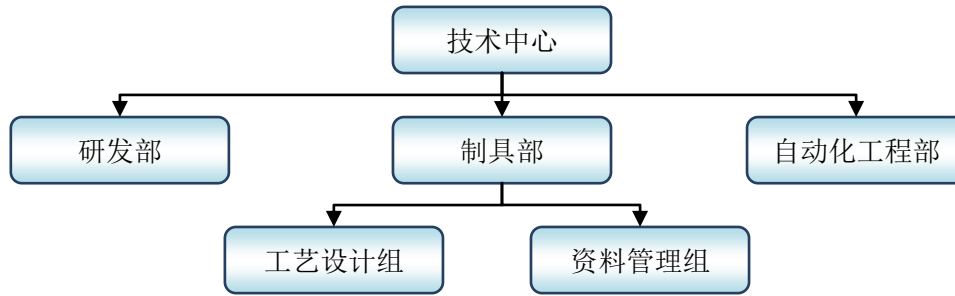 技术中心
研发部
制具部
自动化工程部
工艺设计组
资料管理组